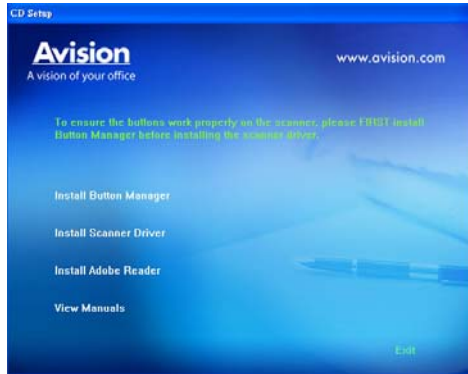 CD Setup
Avision
www.avision.com
A vision of your office
To ensure the buttons work properly on the scanner, please FIRST install
Button Manager before installing the scanner driver.
Install Button Manager
Install Scanner Driver
Install Adobe Reader
View Manuals
Exit